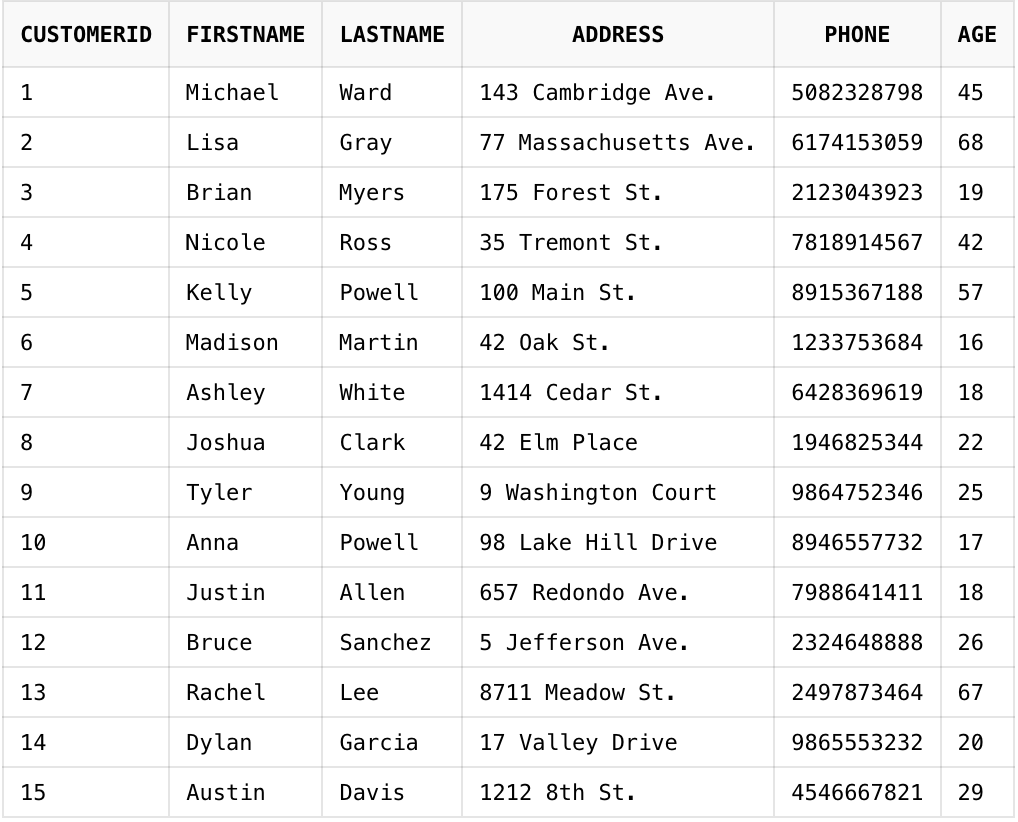 CUSTOMERID FIRSTNAME LASTNAME ADDRESS PHONE AGE
1 Michael Ward 143 Cambridge Ave. 5082328798 45
2 Lisa Gray 77 Massachusetts Ave. 6174153059 68
3 Brian Myers 175 Forest St. 2123043923 19
4 Nicole Ross 35 Tremont St. 7818914567 42
5 Kelly Powell 100 Main St. 8915367188 57
6 Madison Martin 42 Oak St. 1233753684 16
7 Ashley White 1414 Cedar St. 6428369619 18
8 Joshua Clark 42 Elm Place 1946825344 22
9 Tyler Young 9 Washington Court 9864752346 25
10 Anna Powell 98 Lake Hill Drive 8946557732 17
11 Justin Allen 657 Redondo Ave. 7988641411 18
12 Bruce Sanchez 5 Jefferson Ave. 2324648888 26
13 Rachel Lee 8711 Meadow St. 2497873464 67
14 Dylan Garcia 17 Valley Drive 9865553232 20
15 Austin Davis 1212 8th St. 4546667821 29